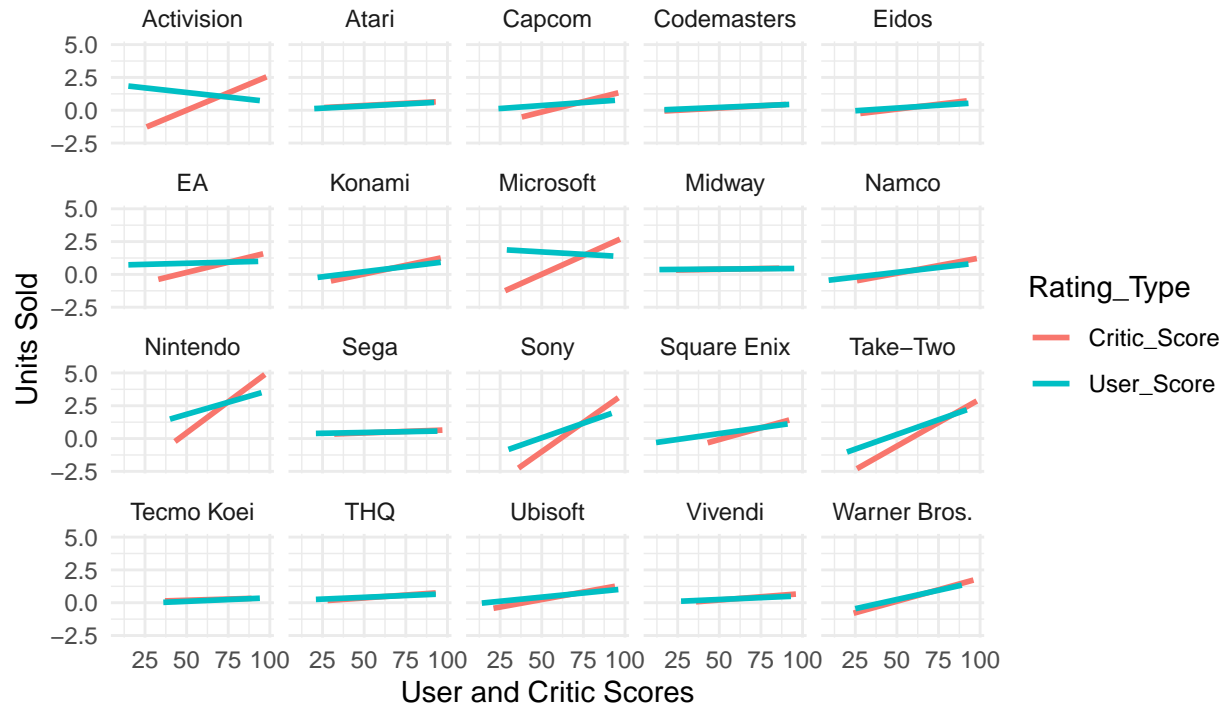 Activision Atari Capcom Codemasters Eidos
5.0
2.5
0.0
−2.5
EA Konami Microsoft Midway Namco
5.0
2.5
0.0
−2.5
Nintendo Sega Sony Square Enix Take−Two
5.0
2.5
0.0
−2.5
Tecmo Koei THQ Ubisoft Vivendi Warner Bros.
5.0
2.5
0.0
−2.5
25 50 75 100 25 50 75 100 25 50 75 100 25 50 75 100 25 50 75 100
User and Critic Scores
Units Sold
Rating_Type
Critic_Score
User_Score